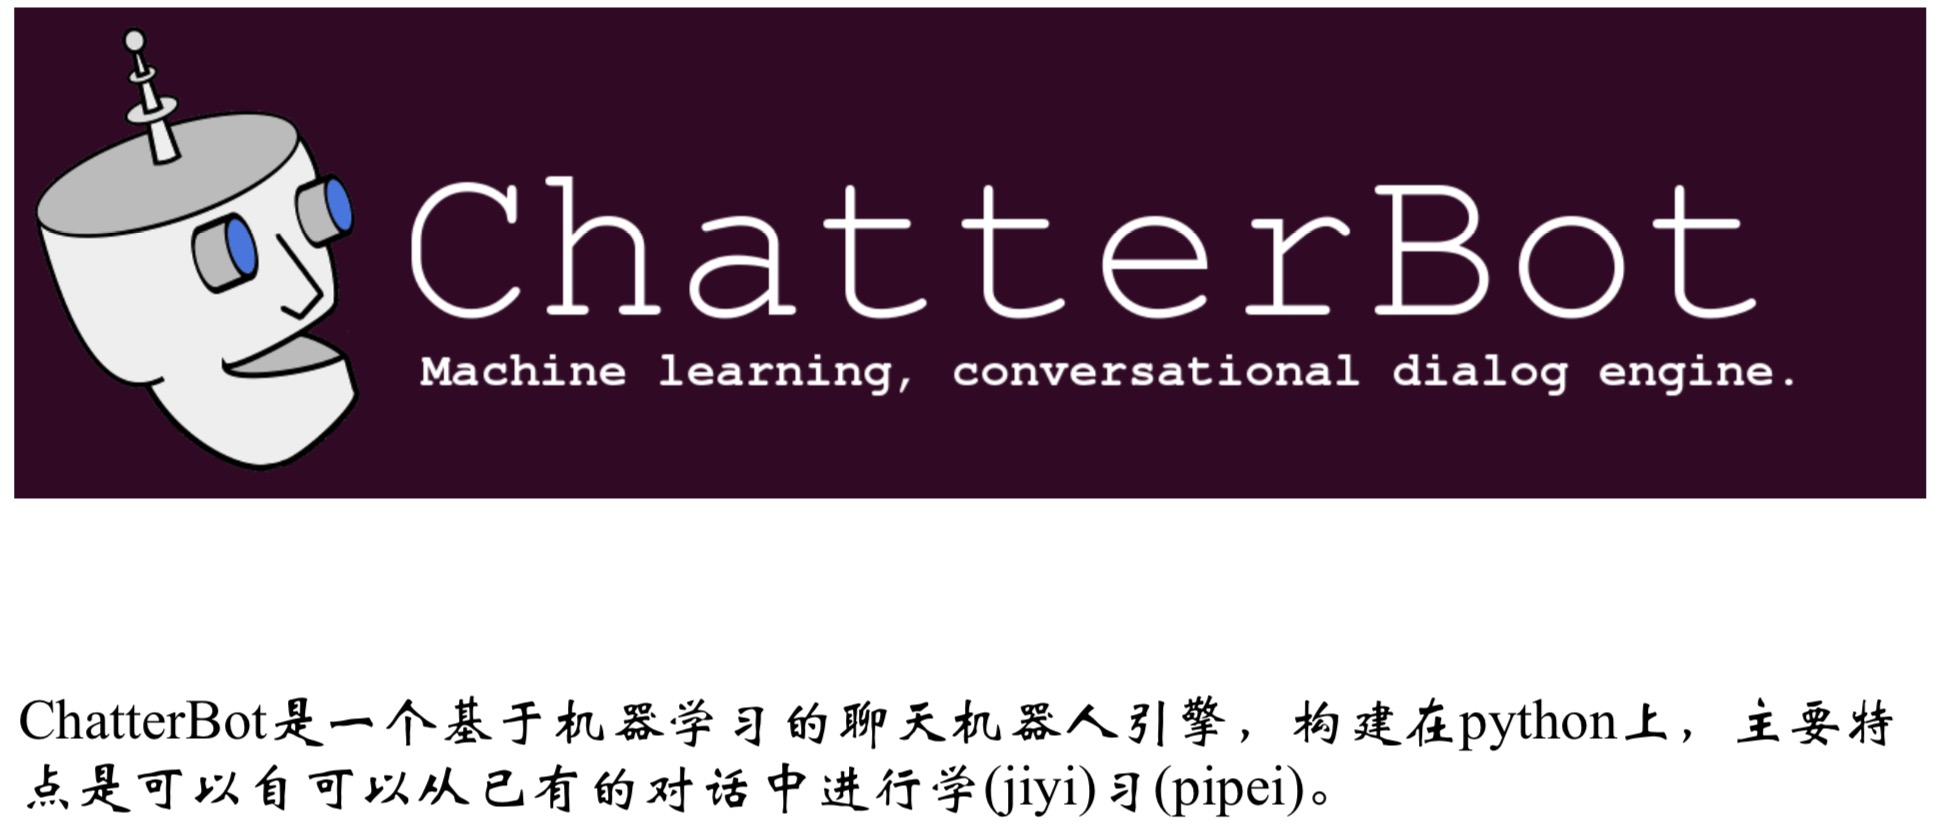 ChatterBot
Machine learning, conversational dialog engine.
ChatterBot是一个基于机器学习的聊天机器人引擎，构建在python上，主要特
点是可以自可以从已有的对话中进行学(jiyi)习(pipei)。